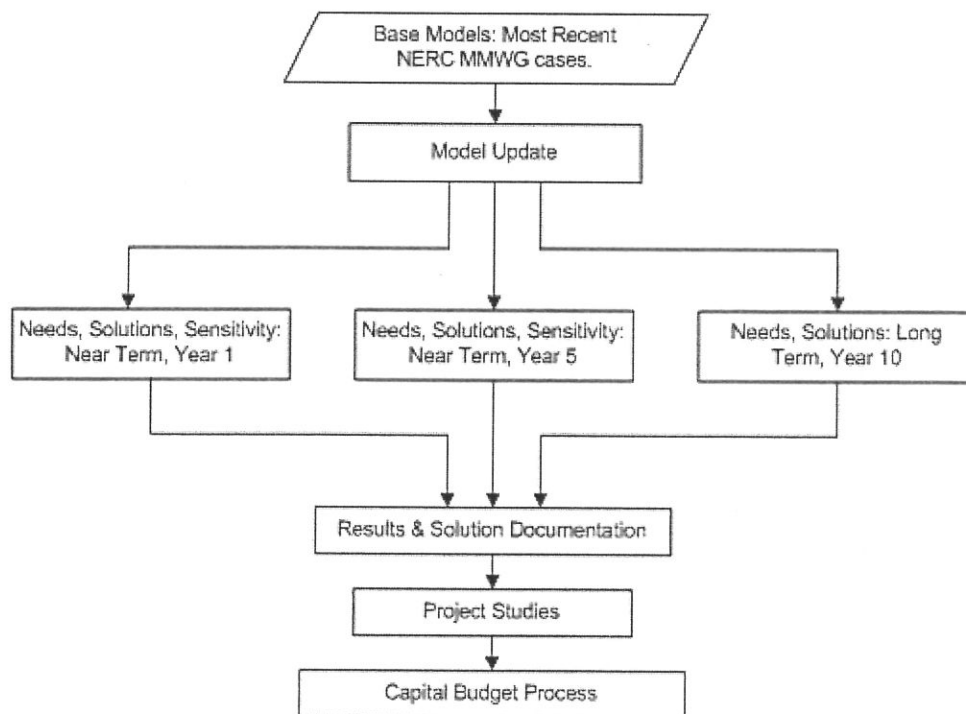 Base Models: Most Recent
NERC MMWG cases.
Model Update
Needs, Solutions, Sensitivity:
Near Term, Year 1
Needs, Solutions, Sensitivity:
Near Term, Year 5
Needs, Solutions: Long
Term, Year 10
Results & Solution Documentation
Project Studies
Capital Budget Process